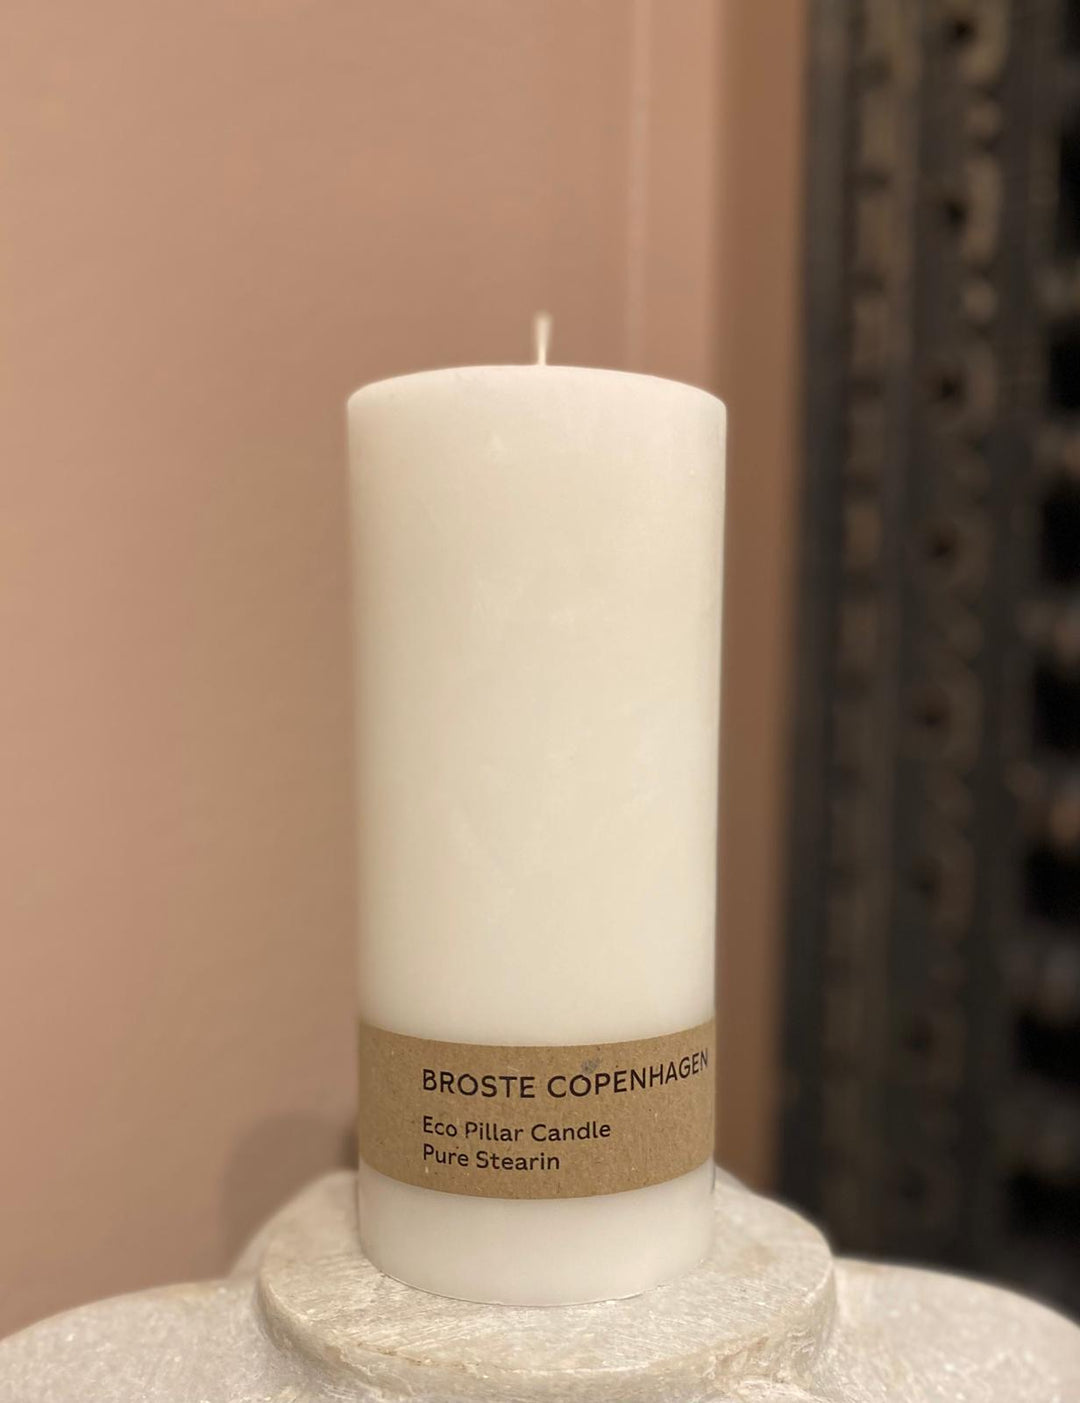 BROSTE COPENHAGEN
Eco Pillar Candle
Pure Stearin